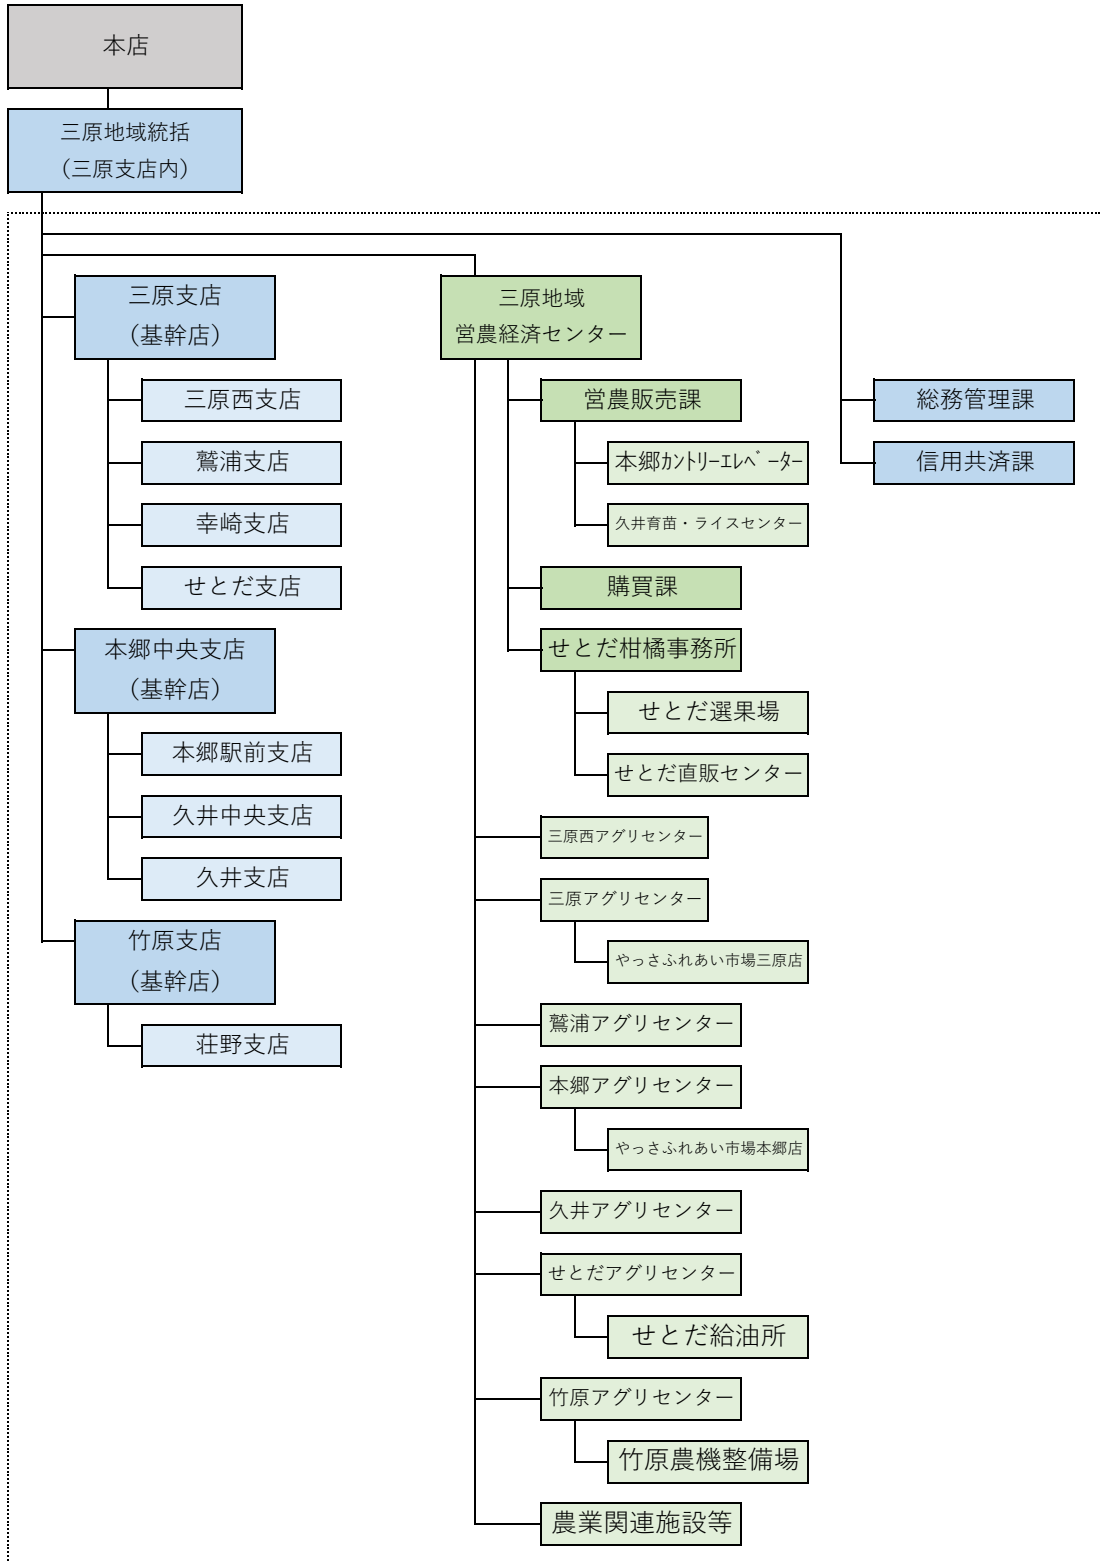 本店
三原地域統括
（三原支店内）
三原支店
（基幹店）
三原西支店
鷲浦支店
幸崎支店
せとだ支店
本郷中央支店
（基幹店）
本郷駅前支店
久井中央支店
久井支店
竹原支店
（基幹店）
荘野支店
三原地域
営農経済センター
営農販売課
本郷ｶﾝﾄﾘｰｴﾚﾍﾞｰﾀｰ
久井育苗・ライスセンター
購買課
せとだ柑橘事務所
せとだ選果場
せとだ直販センター
三原西アグリセンター
三原アグリセンター
やっさふれあい市場三原店
鷲浦アグリセンター
本郷アグリセンター
やっさふれあい市場本郷店
久井アグリセンター
せとだアグリセンター
せとだ給油所
竹原アグリセンター
竹原農機整備場
農業関連施設等
総務管理課
信用共済課